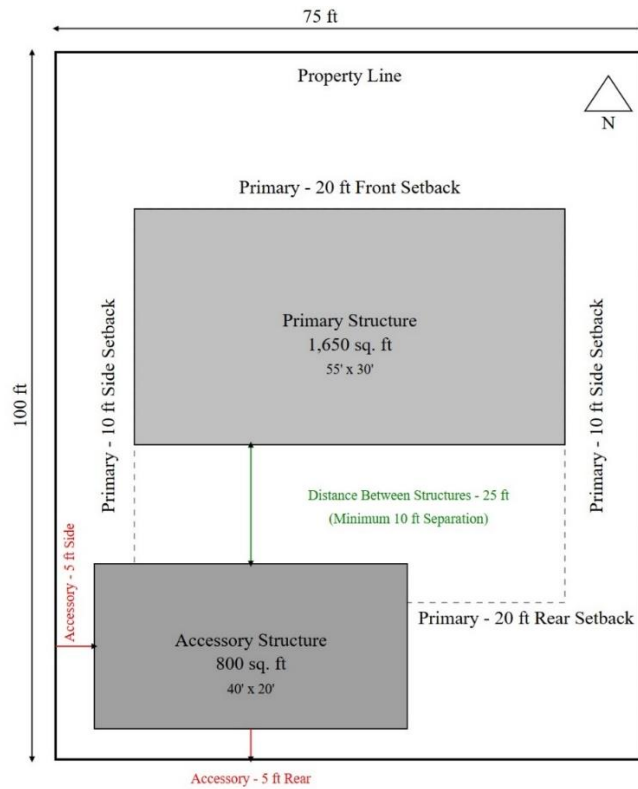 75 ft
Property Line
N
Primary - 20 ft Front Setback
Primary Structure
1,650 sq. ft
55' x 30'
Primary - 10 ft Side Setback
Primary - 10 ft Side Setback
100 ft
Distance Between Structures - 25 ft
(Minimum 10 ft Separation)
Accessory - 5 ft Side
Primary - 20 ft Rear Setback
Accessory Structure
800 sq. ft
40' x 20'
Accessory - 5 ft Rear